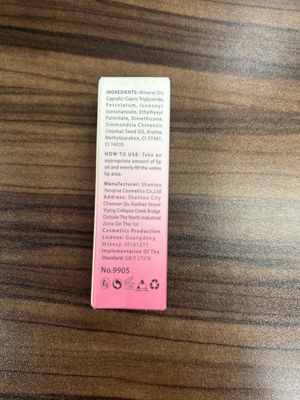 INGREDIENTS: Mineral Oil,
Caprylic/ Capric Triglyceride,
Petrolatum, Isononyl
Isononanoate, Ethylhexyl
Palmitate, Dimethicone,
Simmondsia Chinensis
(Jojoba) Seed Oil, Aroma,
Methylparaben, CI 77491,
CI 16035
HOW TO USE: Take an
appropriate amount of lip
oil and evenly fill the entire
lip area.
Manufacturer: Shantou
Yanqina Cosmetics Co.,Ltd
Address: Shantou City
Chaonan Qu Xiashan Street
Yiying Collapse Creek Bridge
Outside The North Industrial
Zone On The 1st
Cosmetics Production
License: Guangdong
Makeup 20161273
Implementation Of The
Standard: GB/T 27576
No.9905